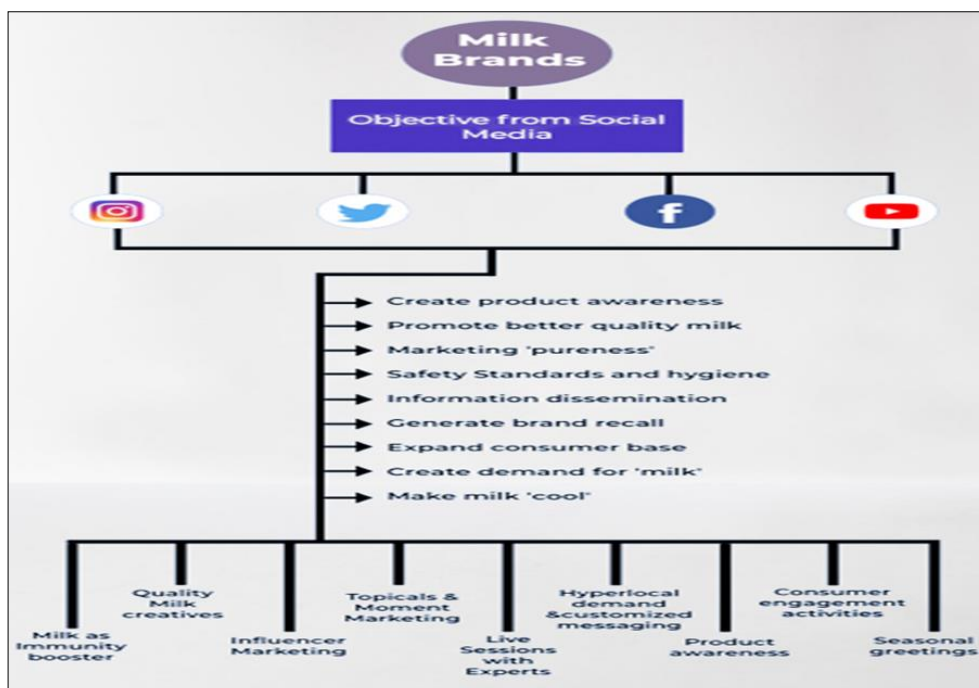 Milk
Brands
Objective from Social
Media
f
Create product awareness
Promote better quality milk
Marketing 'pureness'
Safety Standards and hygiene
Information dissemination
Generate brand recall
Expand consumer base
Create demand for 'milk'
Make milk 'cool'
Milk as
Immunity
booster
Quality
Milk
creatives
Influencer
Marketing
Topicals &
Moment
Marketing
Live
Sessions
with
Experts
Hyperlocal
demand
&customized
messaging
Product
awareness
Consumer
engagement
activities
Seasonal
greetings